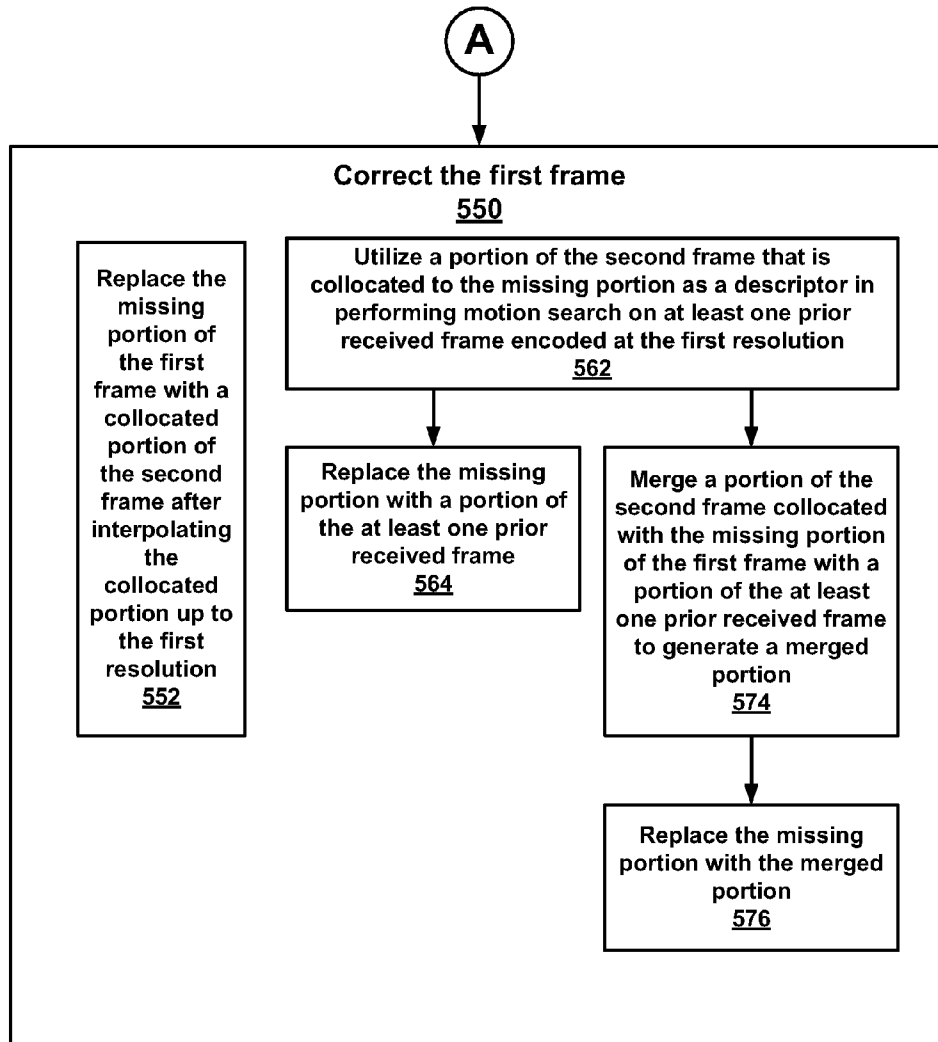 A
Correct the first frame
550
Replace the
missing
portion of
the first
frame with a
collocated
portion of
the second
frame after
interpolating
the
collocated
portion up to
the first
resolution
552
Utilize a portion of the second frame that is
collocated to the missing portion as a descriptor in
performing motion search on at least one prior
received frame encoded at the first resolution
562
Replace the missing
portion with a portion of
the at least one prior
received frame
564
Merge a portion of the
second frame collocated
with the missing portion
of the first frame with a
portion of the at least
one prior received frame
to generate a merged
portion
574
Replace the missing
portion with the merged
portion
576